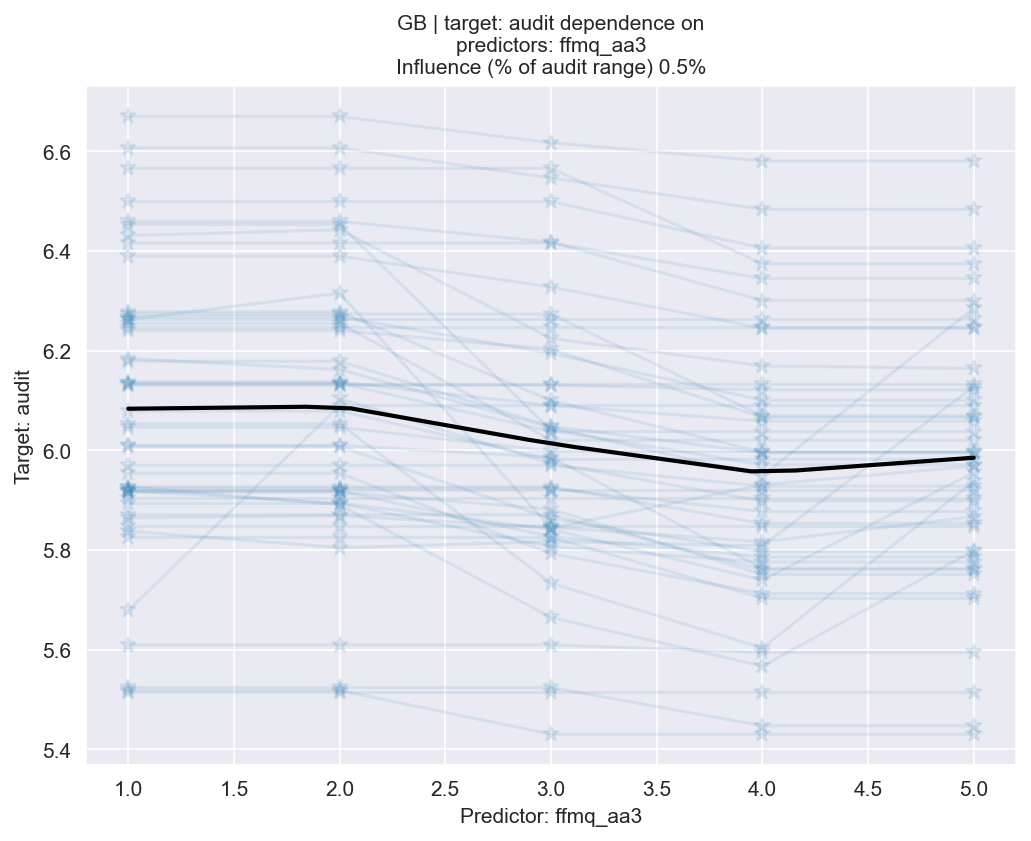 GB | target: audit dependence on
predictors: ffmq_aa3
Influence (% of audit range) 0.5%
Target: audit
6.6
6.4
6.2
6.0
5.8
5.6
5.4
1.0 1.5 2.0 2.5 3.0 3.5 4.0 4.5 5.0
Predictor: ffmq_aa3